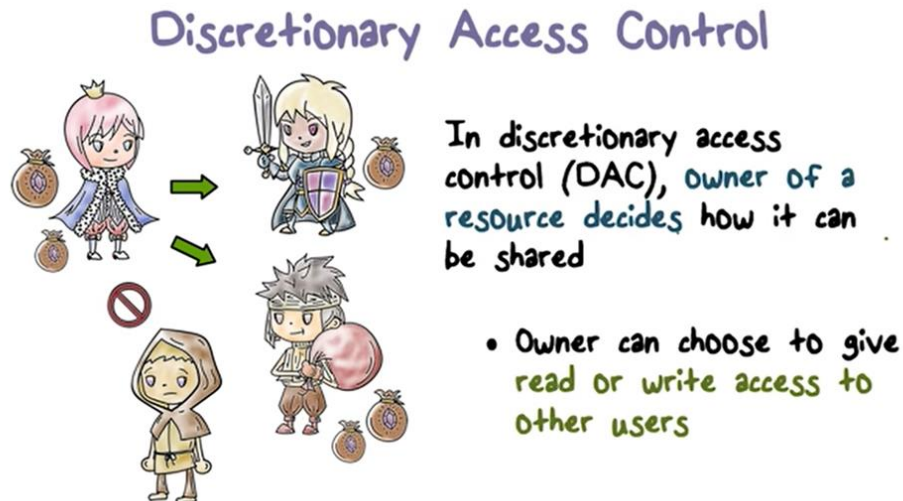 Discretionary Access Control
In discretionary access
control (DAC), owner of a
resource decides how it can
be shared
• Owner can choose to give
read or write access to
other users